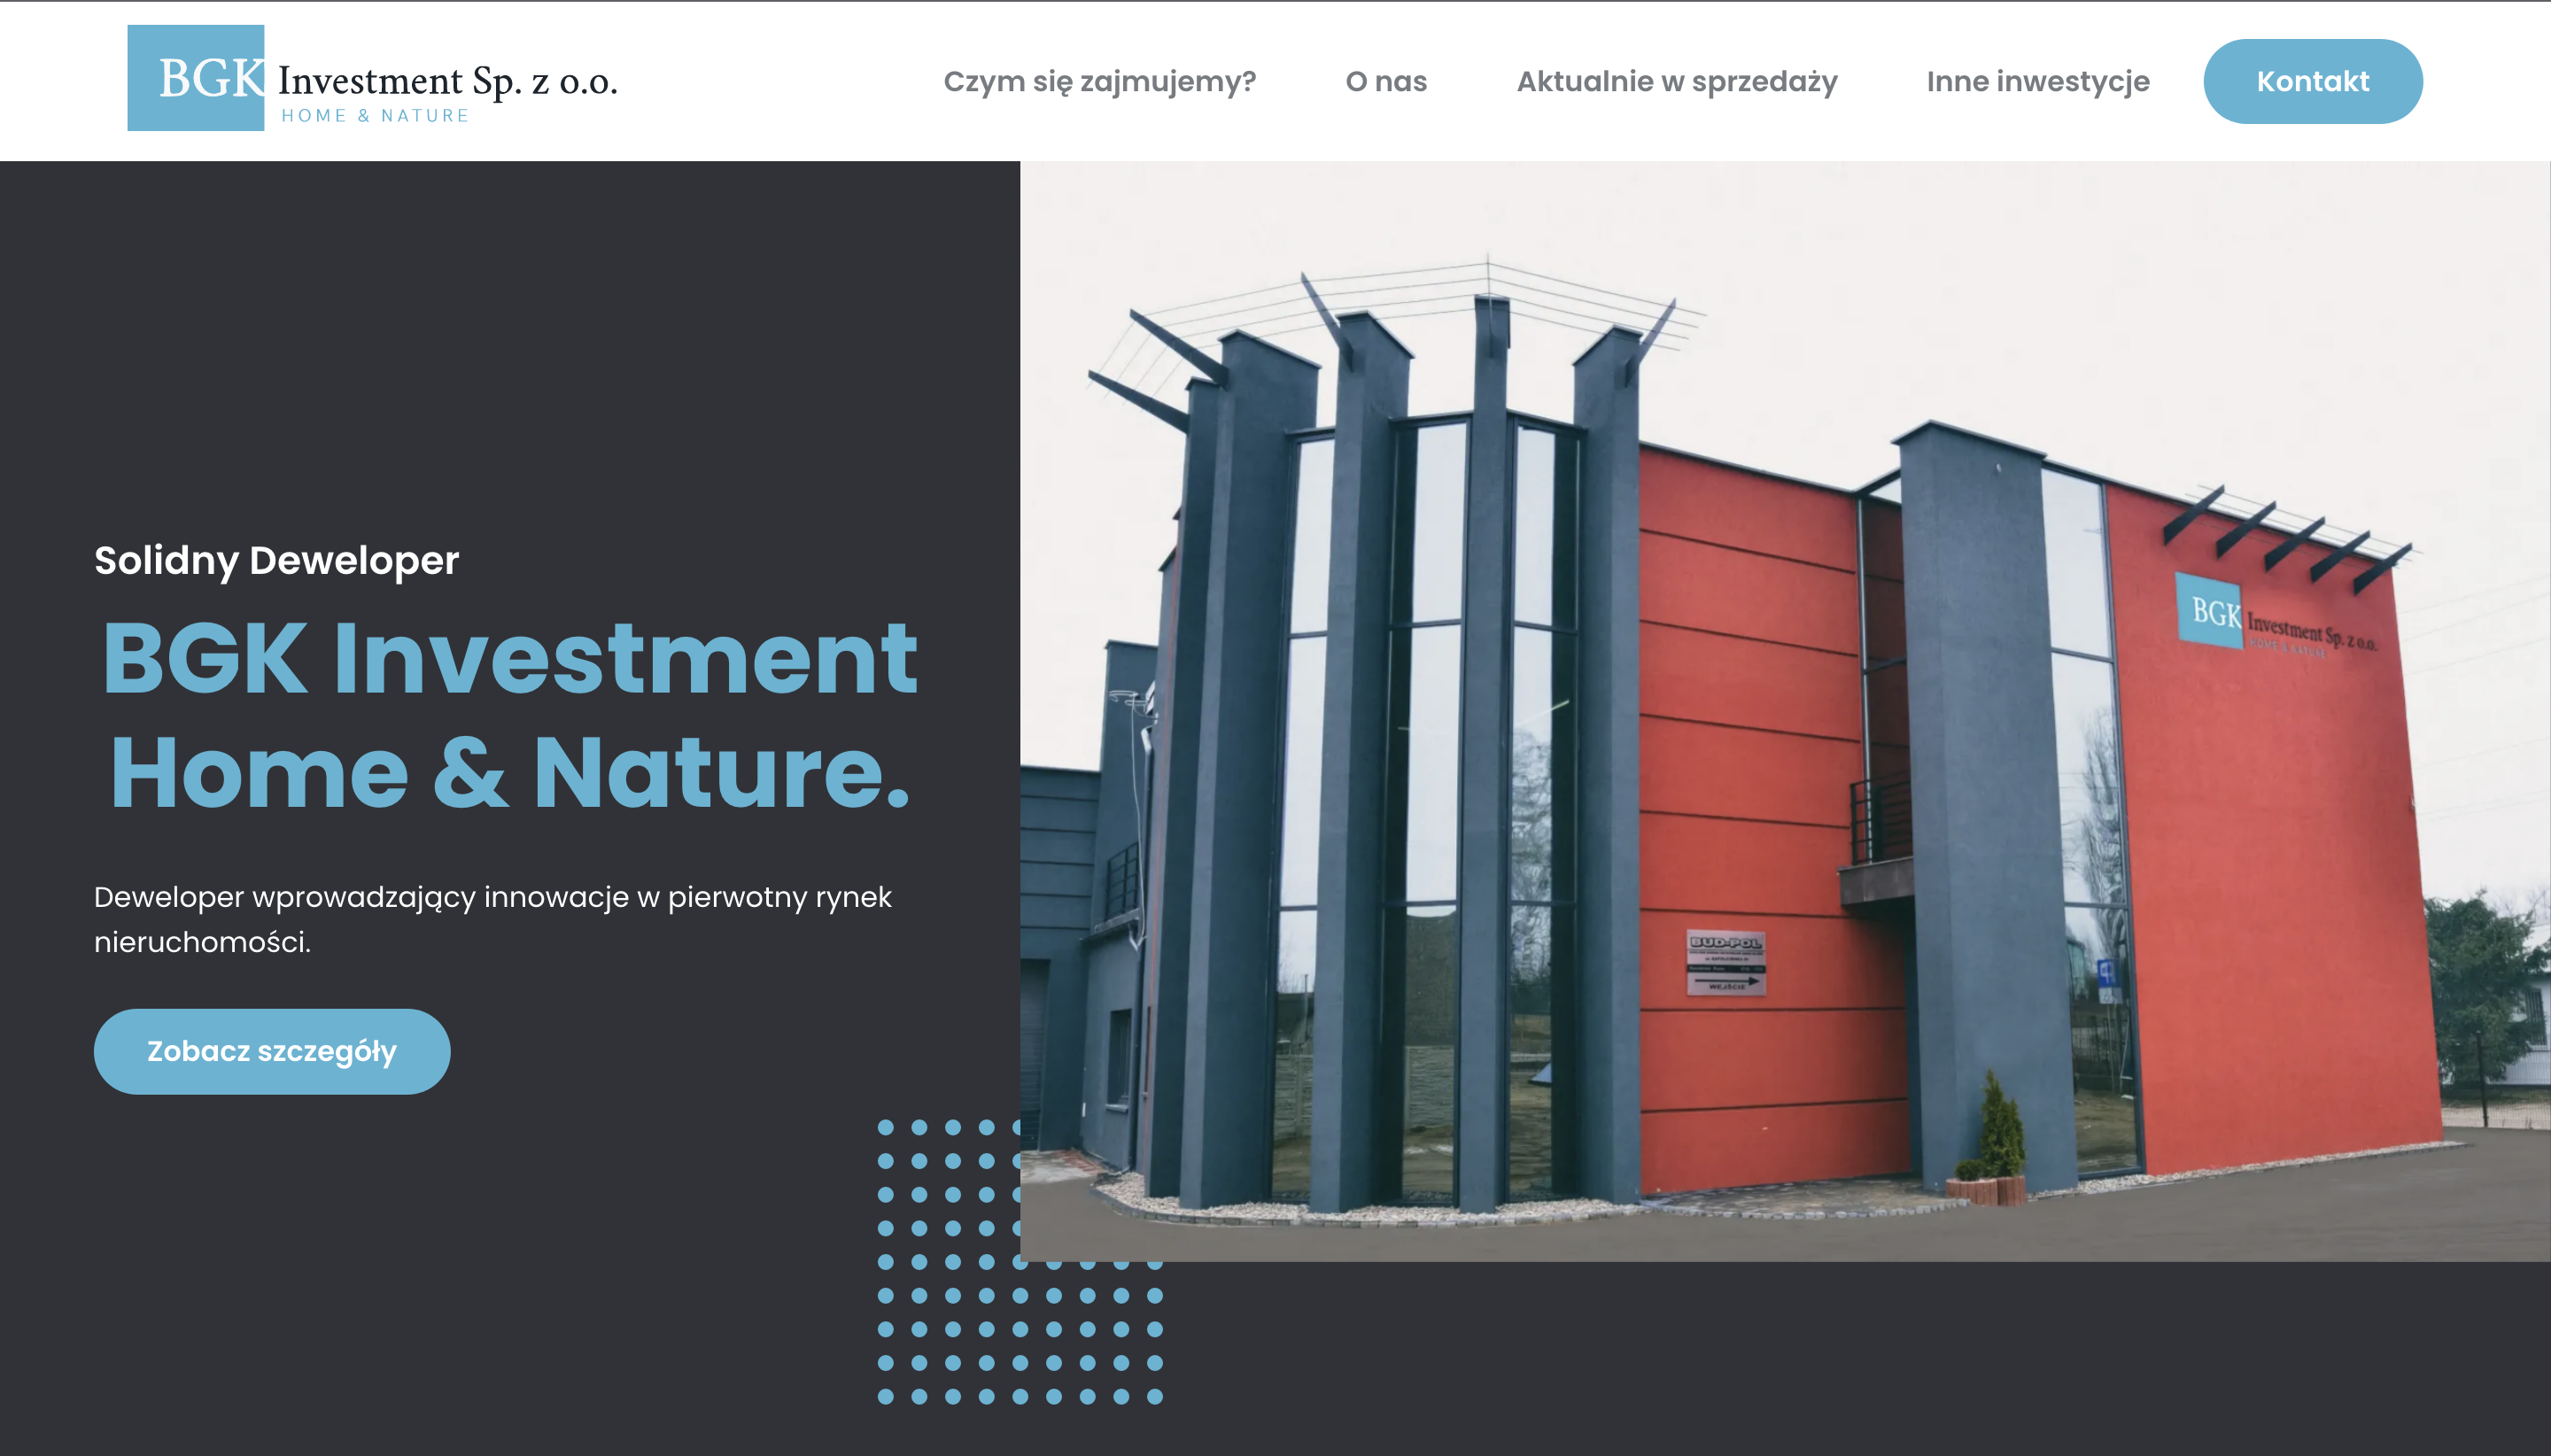 BGK Investment Sp. z o.o.
HOME & NATURE
Czym się zajmujemy?
O nas
Aktualnie w sprzedaży
Inne inwestycje
Kontakt
Solidny Deweloper
BGK Investment
Home & Nature.
Deweloper wprowadzający innowacje w pierwotny rynek
nieruchomości.
Zobacz szczegóły
BGK Investment Sp. z o.o.
HOME & NATURE
BUD-POL
WEJŚCIE